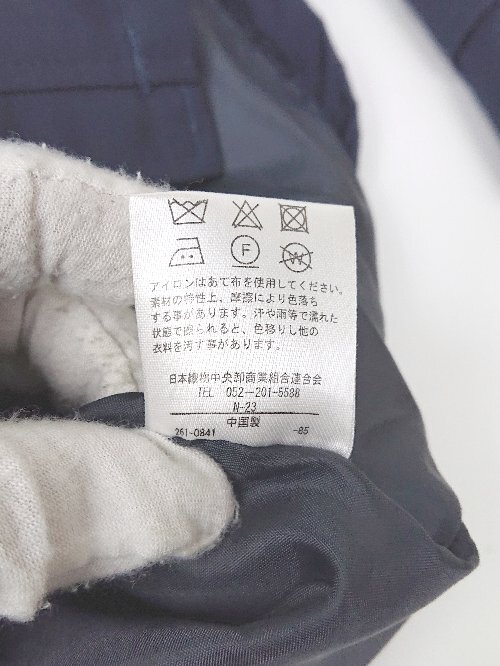 アイロンはあて布を使用してください。
素材の特性上、摩擦により色落ち
する事があります。汗や雨等で濡れた
状態で擦られると、色移りし他の
衣料を汚す事があります。
日本繊維中央卸商業組合連合会
TEL 052-201-5588
N-23
中国製
261-0841 -85